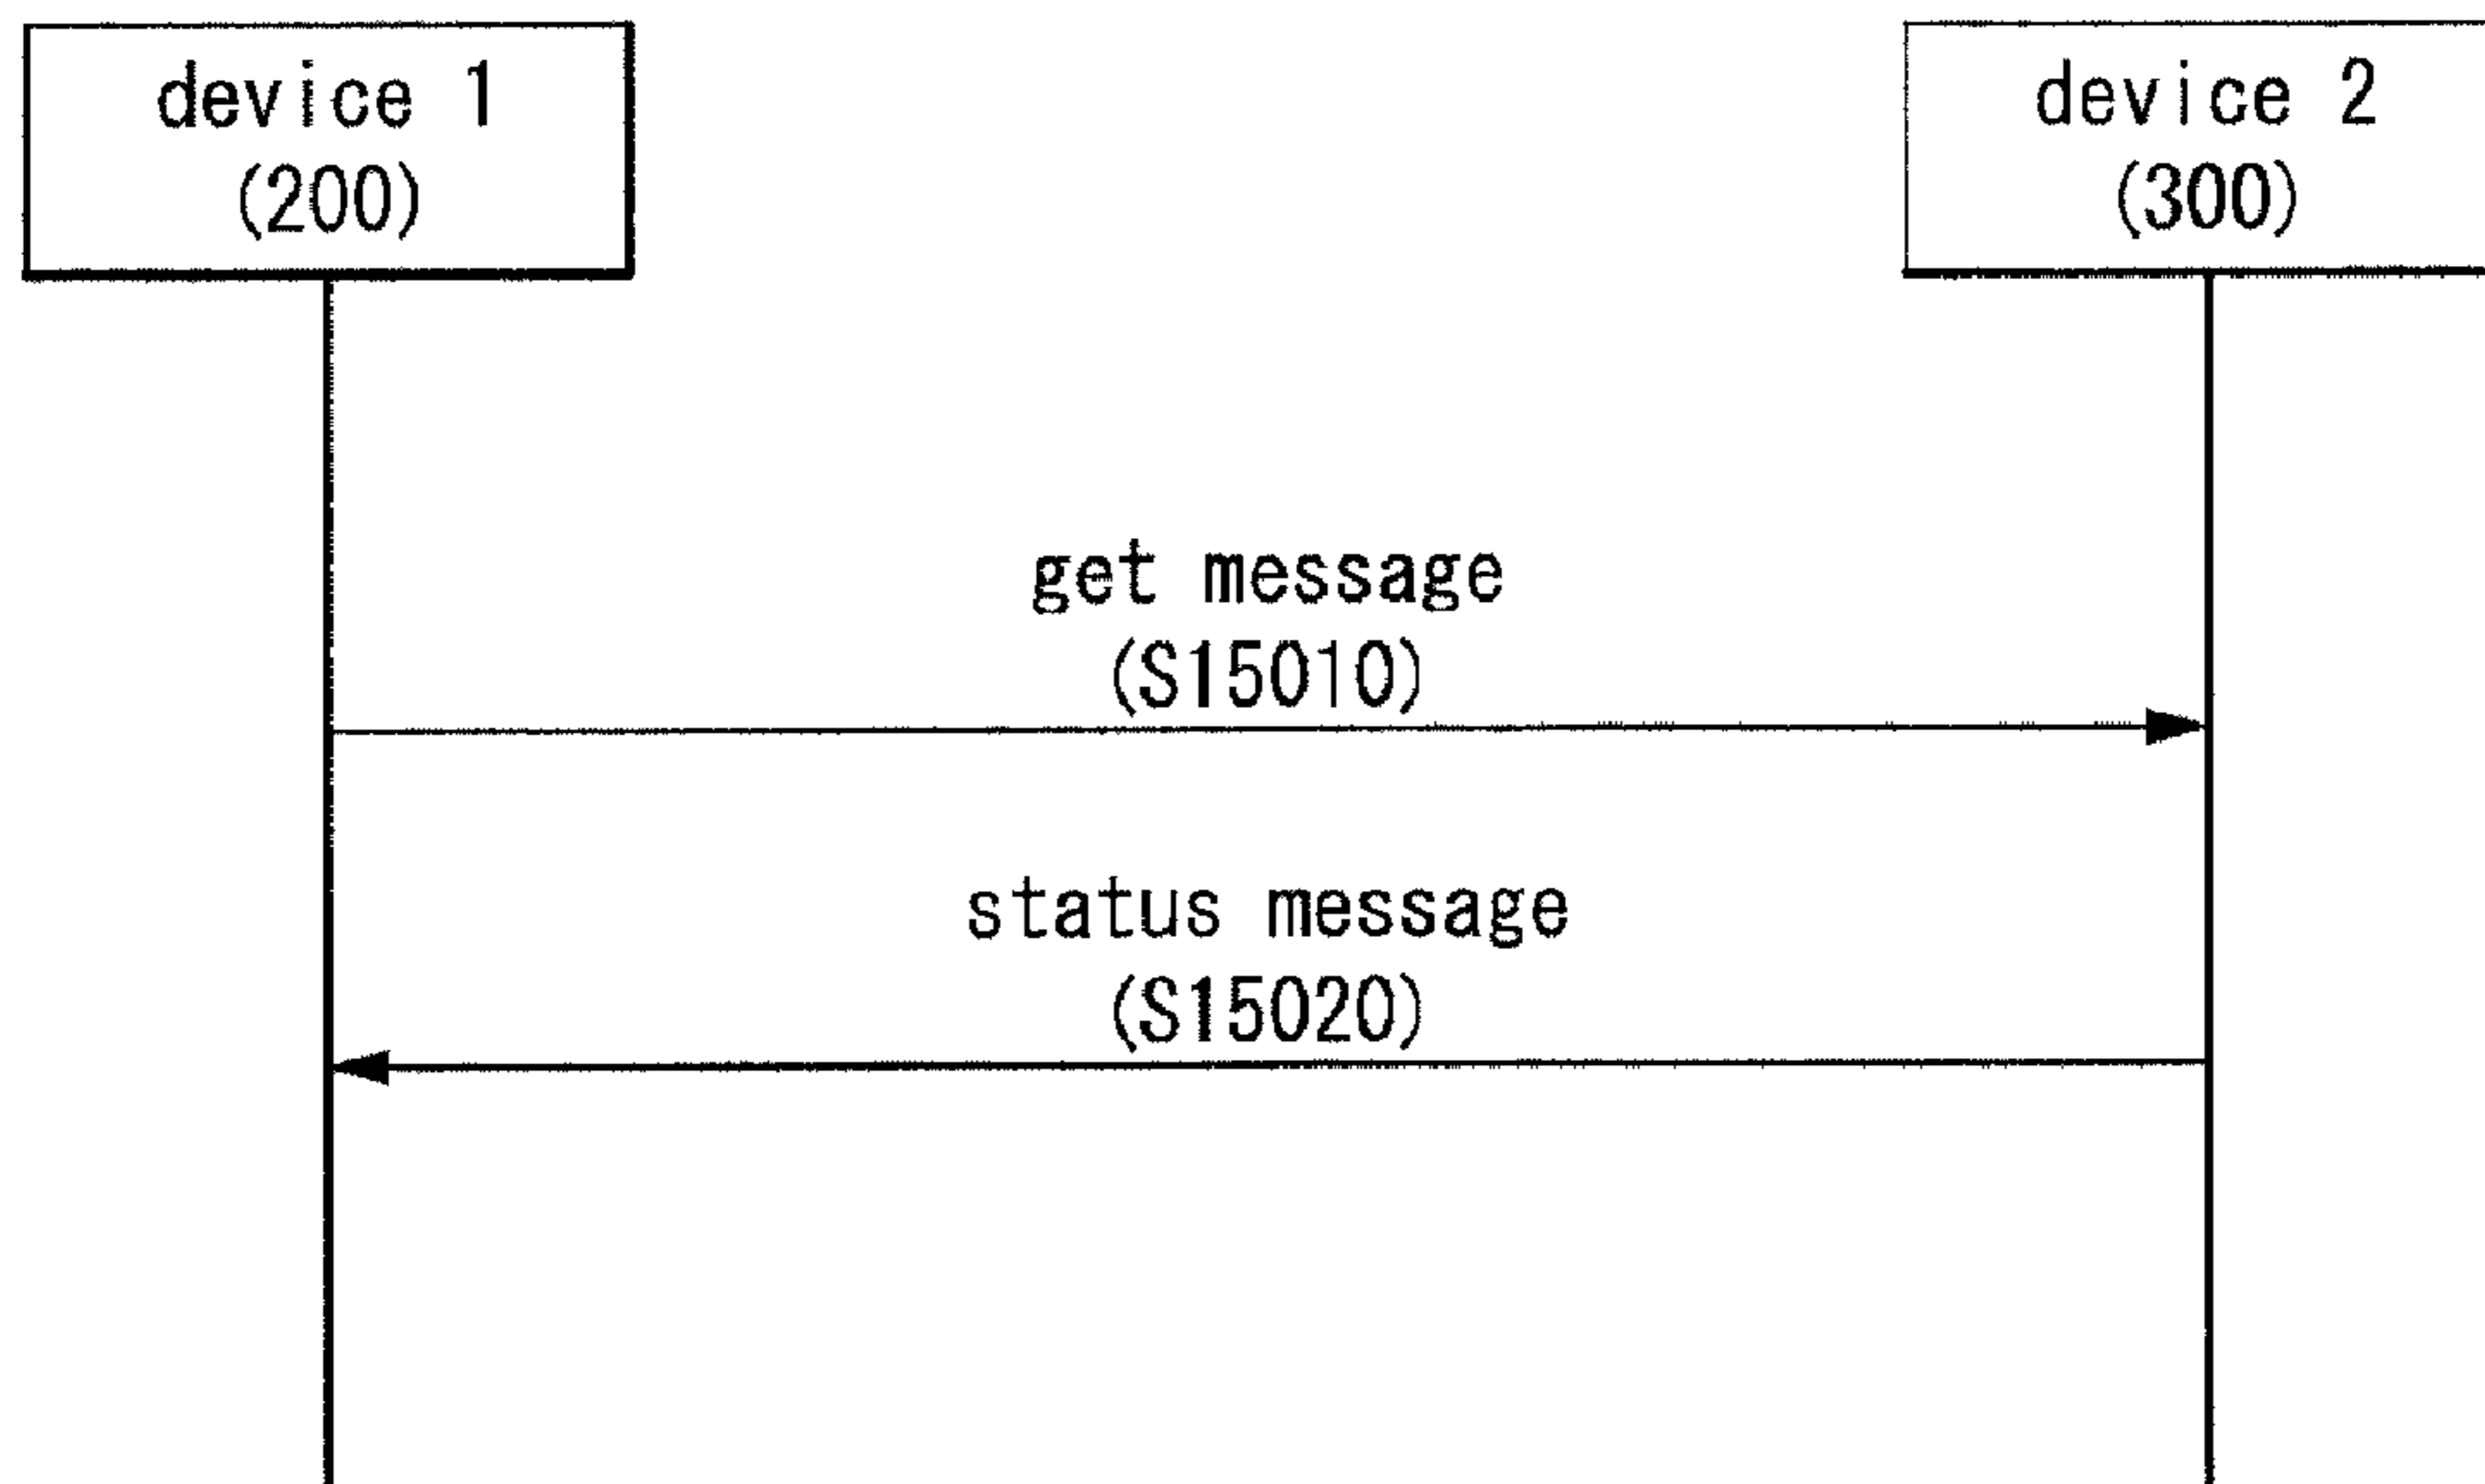 device 1
(200)
device 2
(300)
get message
(S15010)
status message
(S15020)